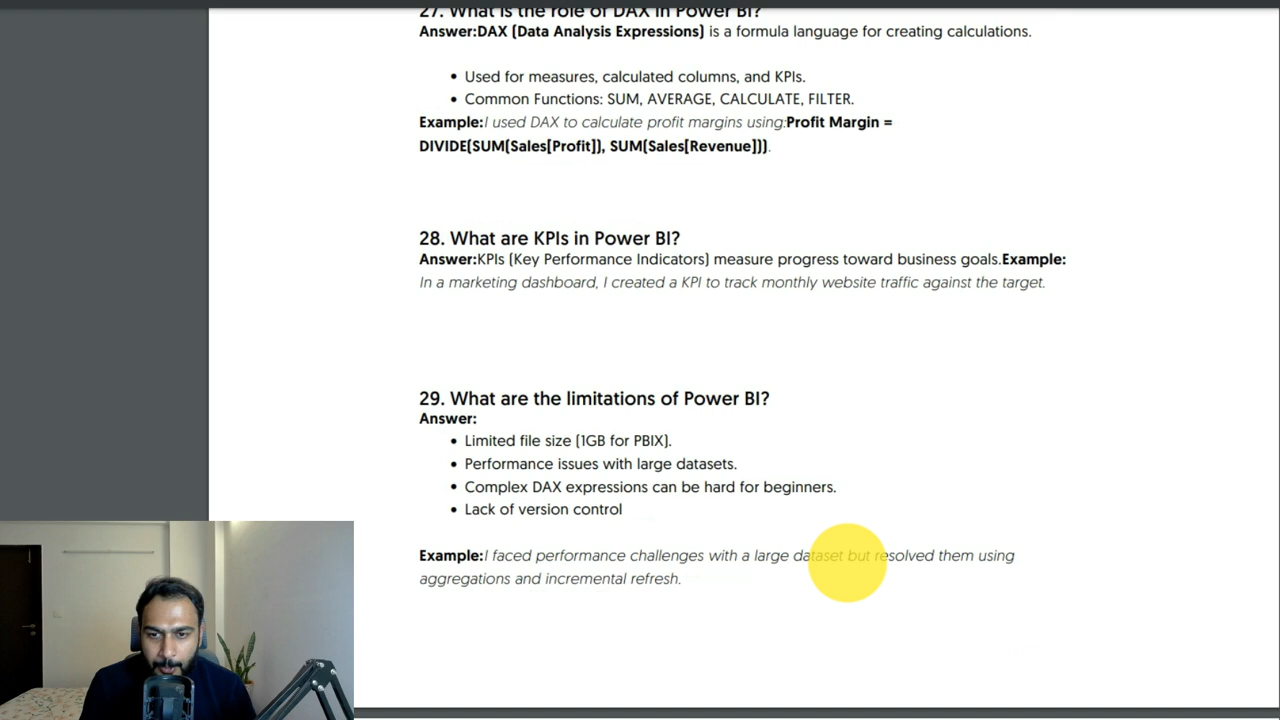 27. What is the role of DAX in Power BI?
Answer:DAX (Data Analysis Expressions) is a formula language for creating calculations.
• Used for measures, calculated columns, and KPIs.
• Common Functions: SUM, AVERAGE, CALCULATE, FILTER.
Example:I used DAX to calculate profit margins using:Profit Margin =
DIVIDE(SUM(Sales[Profit]), SUM(Sales[Revenue])).
28. What are KPIs in Power BI?
Answer:KPIs (Key Performance Indicators) measure progress toward business goals.Example:
In a marketing dashboard, I created a KPI to track monthly website traffic against the target.
29. What are the limitations of Power BI?
Answer:
• Limited file size (1GB for PBIX).
• Performance issues with large datasets.
• Complex DAX expressions can be hard for beginners.
• Lack of version control
Example:I faced performance challenges with a large dataset but resolved them using
aggregations and incremental refresh.